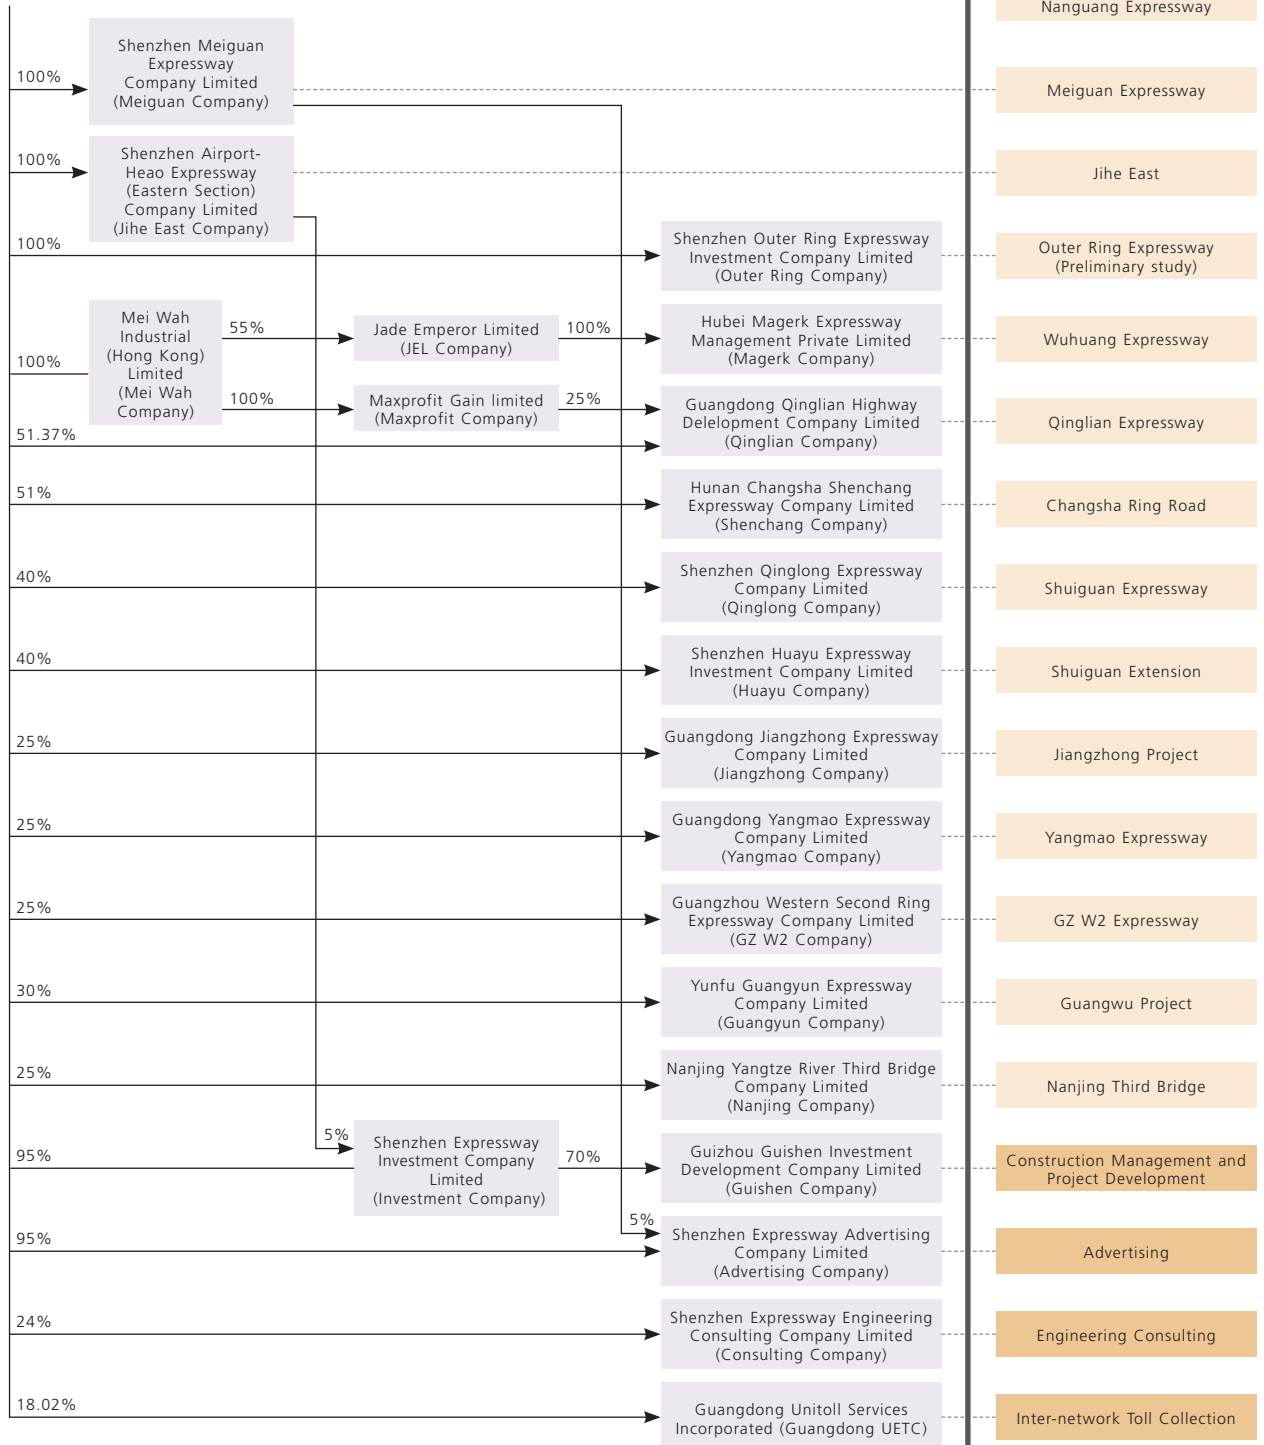 Nanguang Expressway
100%
Shenzhen Meiguan
Expressway
Company Limited
(Meiguan Company)
Meiguan Expressway
100%
Shenzhen Airport-
Heao Expressway
(Eastern Section)
Company Limited
(Jihe East Company)
Jihe East
100%
Shenzhen Outer Ring Expressway
Investment Company Limited
(Outer Ring Company)
Outer Ring Expressway
(Preliminary study)
100%
Mei Wah
Industrial
(Hong Kong)
Limited
(Mei Wah
Company)
55%
Jade Emperor Limited
(JEL Company)
100%
Hubei Magerk Expressway
Management Private Limited
(Magerk Company)
Wuhuang Expressway
100%
Maxprofit Gain limited
(Maxprofit Company)
25%
Guangdong Qinglian Highway
Delelopment Company Limited
(Qinglian Company)
Qinglian Expressway
51.37%
51%
Hunan Changsha Shenchang
Expressway Company Limited
(Shenchang Company)
Changsha Ring Road
40%
Shenzhen Qinglong Expressway
Company Limited
(Qinglong Company)
Shuiguan Expressway
40%
Shenzhen Huayu Expressway
Investment Company Limited
(Huayu Company)
Shuiguan Extension
25%
Guangdong Jiangzhong Expressway
Company Limited
(Jiangzhong Company)
Jiangzhong Project
25%
Guangdong Yangmao Expressway
Company Limited
(Yangmao Company)
Yangmao Expressway
25%
Guangzhou Western Second Ring
Expressway Company Limited
(GZ W2 Company)
GZ W2 Expressway
30%
Yunfu Guangyun Expressway
Company Limited
(Guangyun Company)
Guangwu Project
25%
Nanjing Yangtze River Third Bridge
Company Limited
(Nanjing Company)
Nanjing Third Bridge
5%
95%
Shenzhen Expressway
Investment Company
Limited
(Investment Company)
70%
Guizhou Guishen Investment
Development Company Limited
(Guishen Company)
Construction Management and
Project Development
5%
95%
Shenzhen Expressway Advertising
Company Limited
(Advertising Company)
Advertising
24%
Shenzhen Expressway Engineering
Consulting Company Limited
(Consulting Company)
Engineering Consulting
18.02%
Guangdong Unitoll Services
Incorporated (Guangdong UETC)
Inter-network Toll Collection